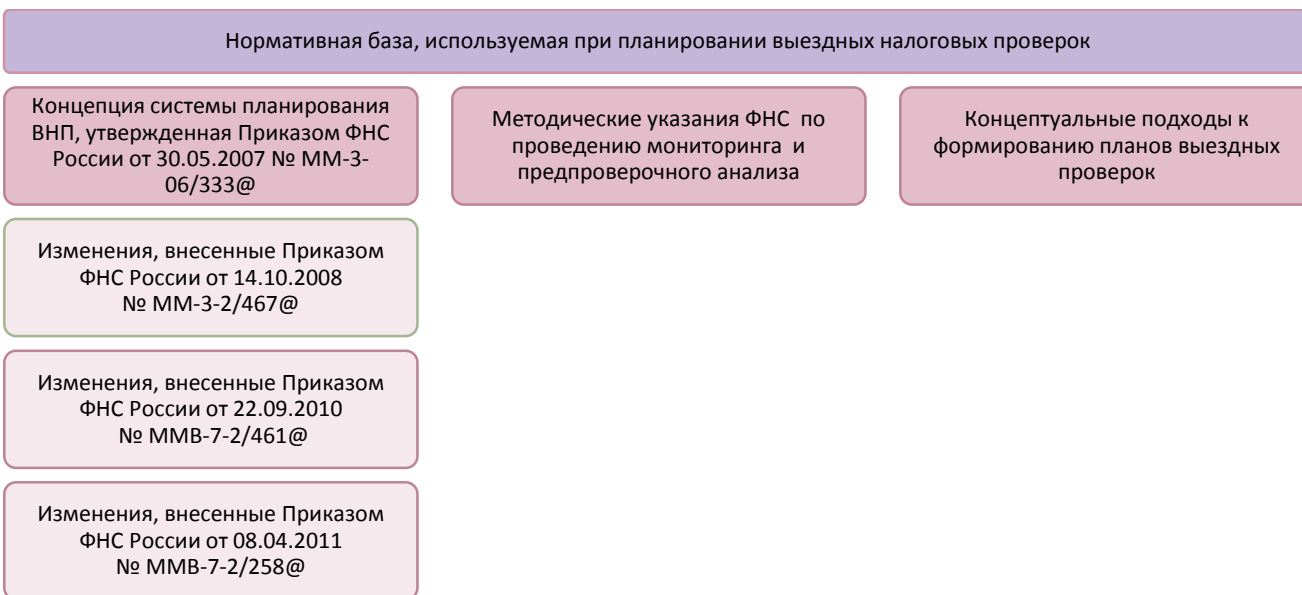 Нормативная база, используемая при планировании выездных налоговых проверок
Концепция системы планирования
ВНП, утвержденная Приказом ФНС
России от 30.05.2007 № ММ-3-
06/333@
Методические указания ФНС по
проведению мониторинга и
предпроверочного анализа
Концептуальные подходы к
формированию планов выездных
проверок
Изменения, внесенные Приказом
ФНС России от 14.10.2008
№ ММ-3-2/467@
Изменения, внесенные Приказом
ФНС России от 22.09.2010
№ ММВ-7-2/461@
Изменения, внесенные Приказом
ФНС России от 08.04.2011
№ ММВ-7-2/258@